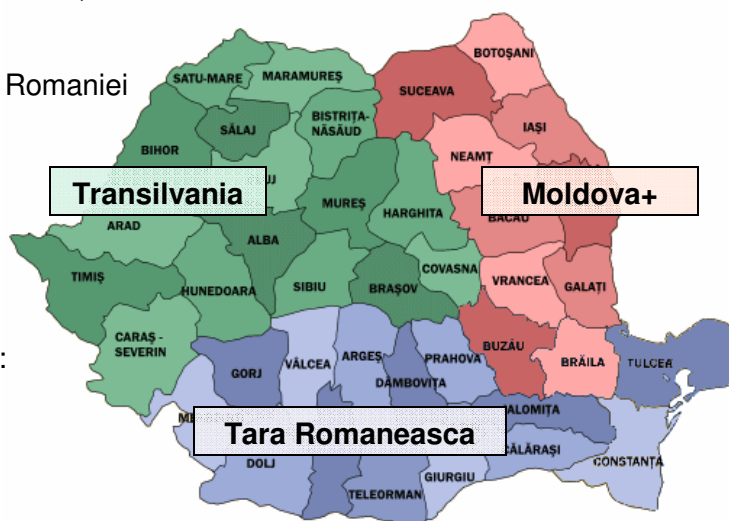 BOTOȘANI
Romaniei
SATU-MARE
MARAMUREȘ
SUCEAVA
BISTRIȚA-
NĂSĂUD
SĂLAJ
IAȘI
BIHOR
NEAMȚ
Transilvania
Moldova+
MUREȘ
HARGHITA
BACĂU
ARAD
ALBA
TIMIȘ
HUNEDOARA
SIBIU
BRAȘOV
COVASNA
VRANCEA
GALAȚI
CARAȘ -
SEVERIN
:
GORJ
VÂLCEA
ARGEȘ
PRAHOVA
BUZĂU
BRĂILA
TULCEA
DÂMBOVIȚA
Tara Romaneasca
DOLJ
TELEORMAN
GIURGIU
CONSTANȚA